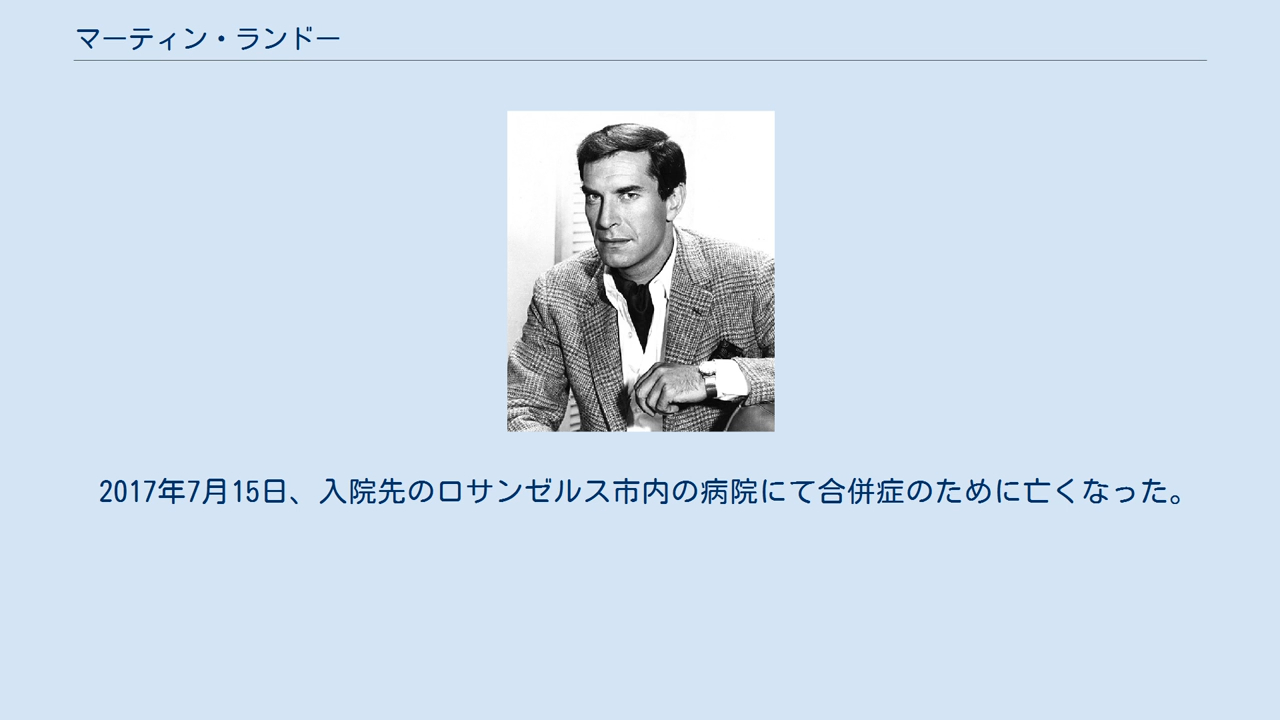 マーティン・ランドー
2017年7月15日、入院先のロサンゼルス市内の病院にて合併症のために亡くなった。